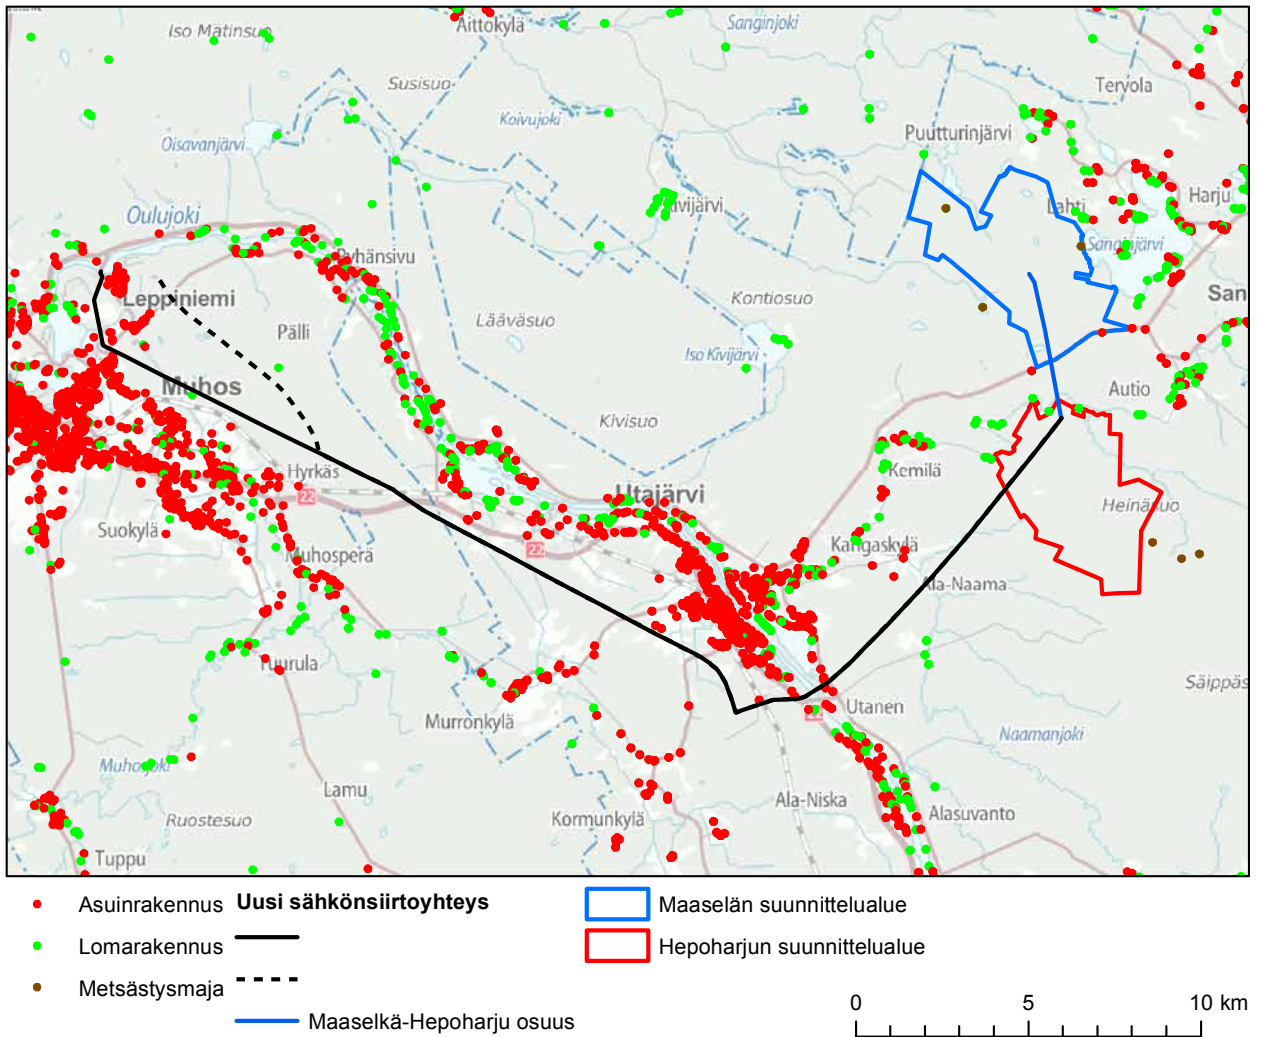 Iso Matinsuo
Aittokylä
Sanginjoki
Susisuo
Tervola
Koivujoki
Oisavanjärvi
Puutturinjärvi
Kivijärvi
Lahti
Harju
Oulujoki
Sanginjärvi
Pyhänsivu
Leppiniemi
Kontiosuo
San
Lääväsuo
Pälli
Iso Kivijärvi
Muhos
Autio
Kivisuo
Hyrkäs
Kemilä
22
Utajärvi
Heinäsuo
Suokylä
22
Kangaskylä
Muhosperä
Ala-Naama
Tuurula
Säippäs
Murronkylä
22
Utanen
Naamanjoki
Muhosjoki
Lamu
Ala-Niska
Alasuvanto
Ruostesuo
Kormunkylä
Tuppu
Asuinrakennus
Lomarakennus
Metsästysmaja
Uusi sähkönsiirtoyhteys
Maaselkä-Hepoharju osuus
Maaselän suunnittelualue
Hepoharjun suunnittelualue
0 5 10 km